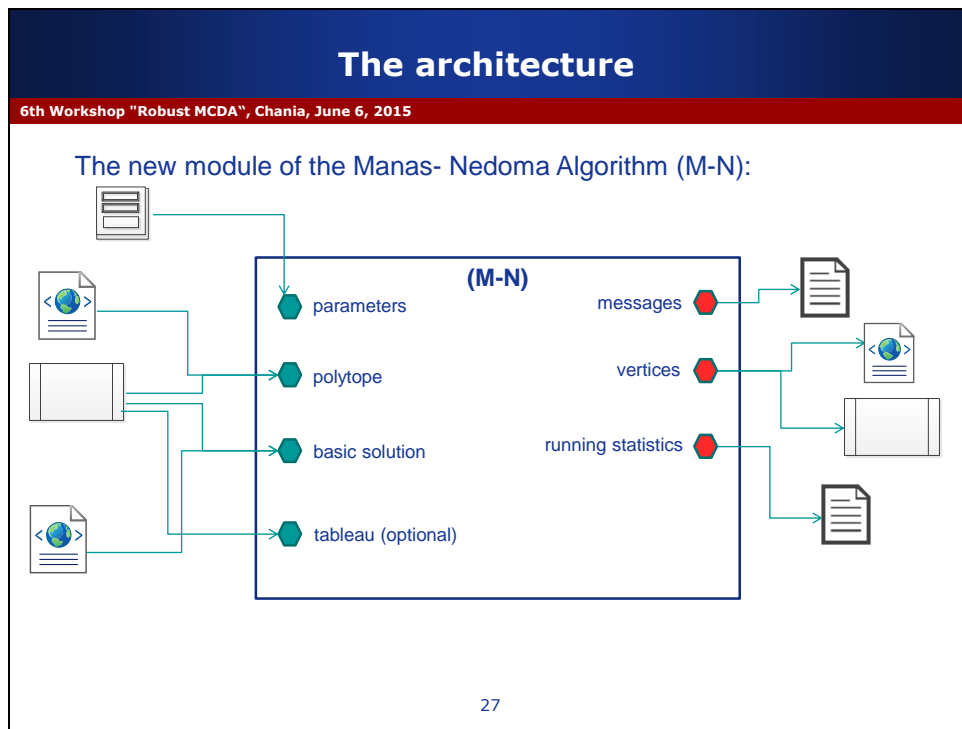 The architecture
6th Workshop "Robust MCDA“, Chania, June 6, 2015
The new module of the Manas- Nedoma Algorithm (M-N):
(M-N)
parameters
messages
polytope
vertices
basic solution
running statistics
tableau (optional)
27